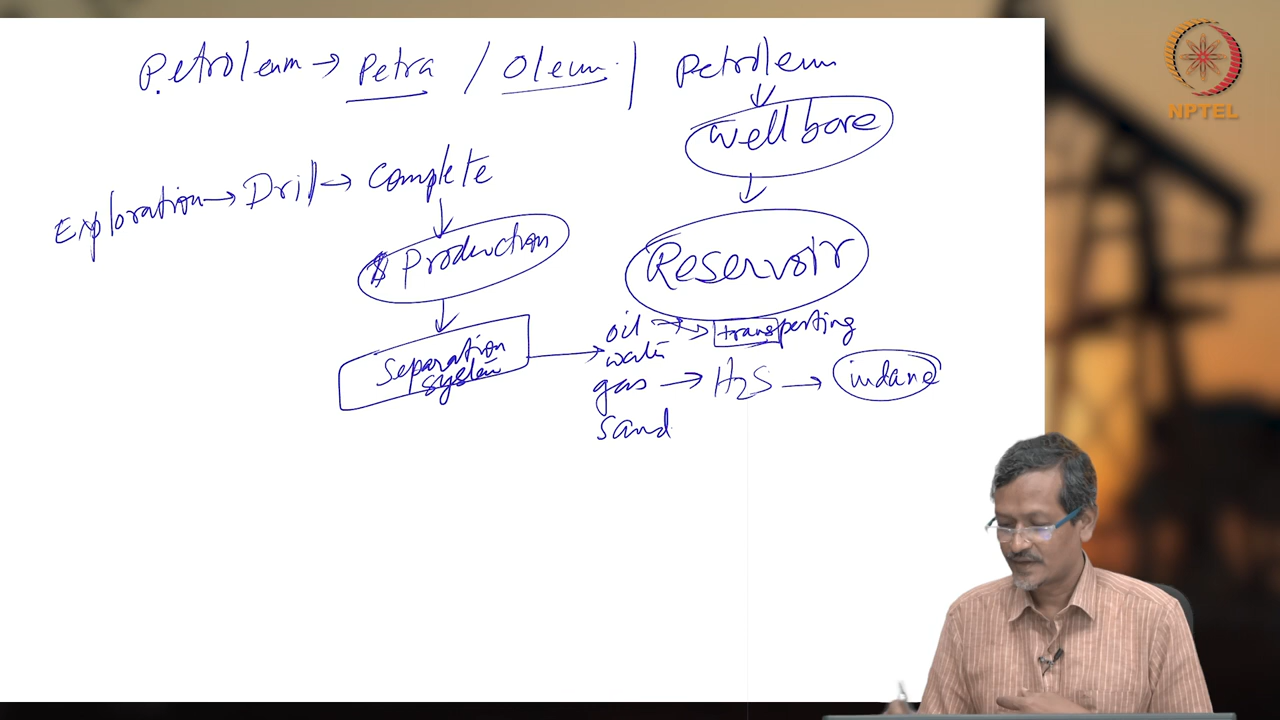 Petroleum → Petra / Oleum | Petroleum
Well bore
Exploration → Drill → Complete
Production
Reservoir
Separation system
oil → transporting
water
gas → H2S → indane
sand
NPTEL